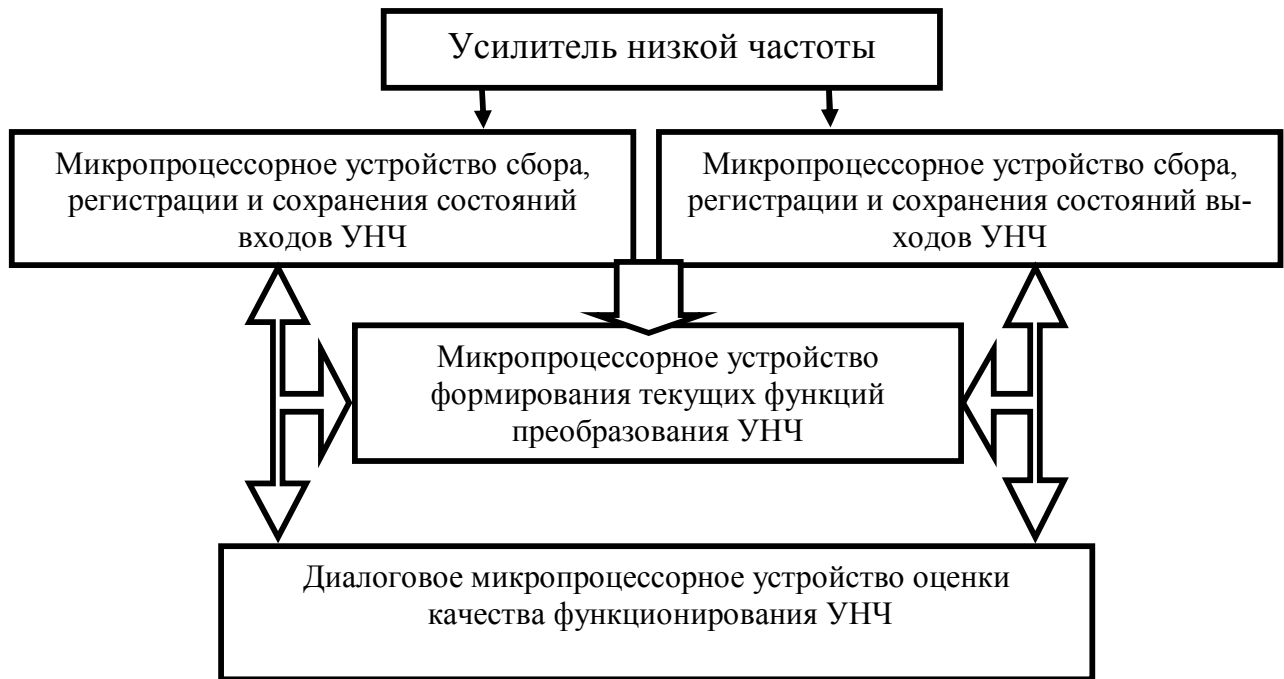 Усилитель низкой частоты
Микропроцессорное устройство сбора,
регистрации и сохранения состояний
входов УНЧ
Микропроцессорное устройство сбора,
регистрации и сохранения состояний вы-
ходов УНЧ
Микропроцессорное устройство
формирования текущих функций
преобразования УНЧ
Диалоговое микропроцессорное устройство оценки
качества функционирования УНЧ